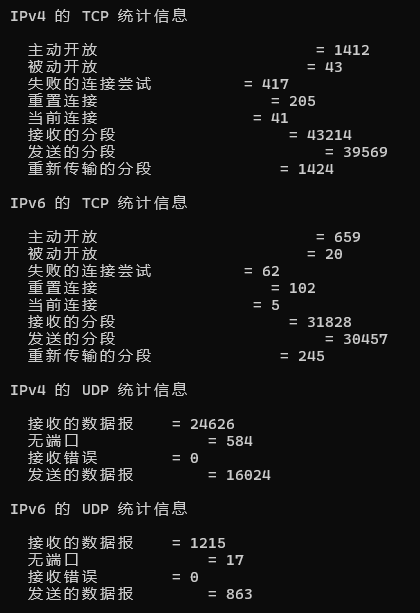 IPv4 的 TCP 统计信息
主动开放 = 1412
被动开放 = 43
失败的连接尝试 = 417
重置连接 = 205
当前连接 = 41
接收的分段 = 43214
发送的分段 = 39569
重新传输的分段 = 1424
IPv6 的 TCP 统计信息
主动开放 = 659
被动开放 = 20
失败的连接尝试 = 62
重置连接 = 102
当前连接 = 5
接收的分段 = 31828
发送的分段 = 30457
重新传输的分段 = 245
IPv4 的 UDP 统计信息
接收的数据报 = 24626
无端口 = 584
接收错误 = 0
发送的数据报 = 16024
IPv6 的 UDP 统计信息
接收的数据报 = 1215
无端口 = 17
接收错误 = 0
发送的数据报 = 863